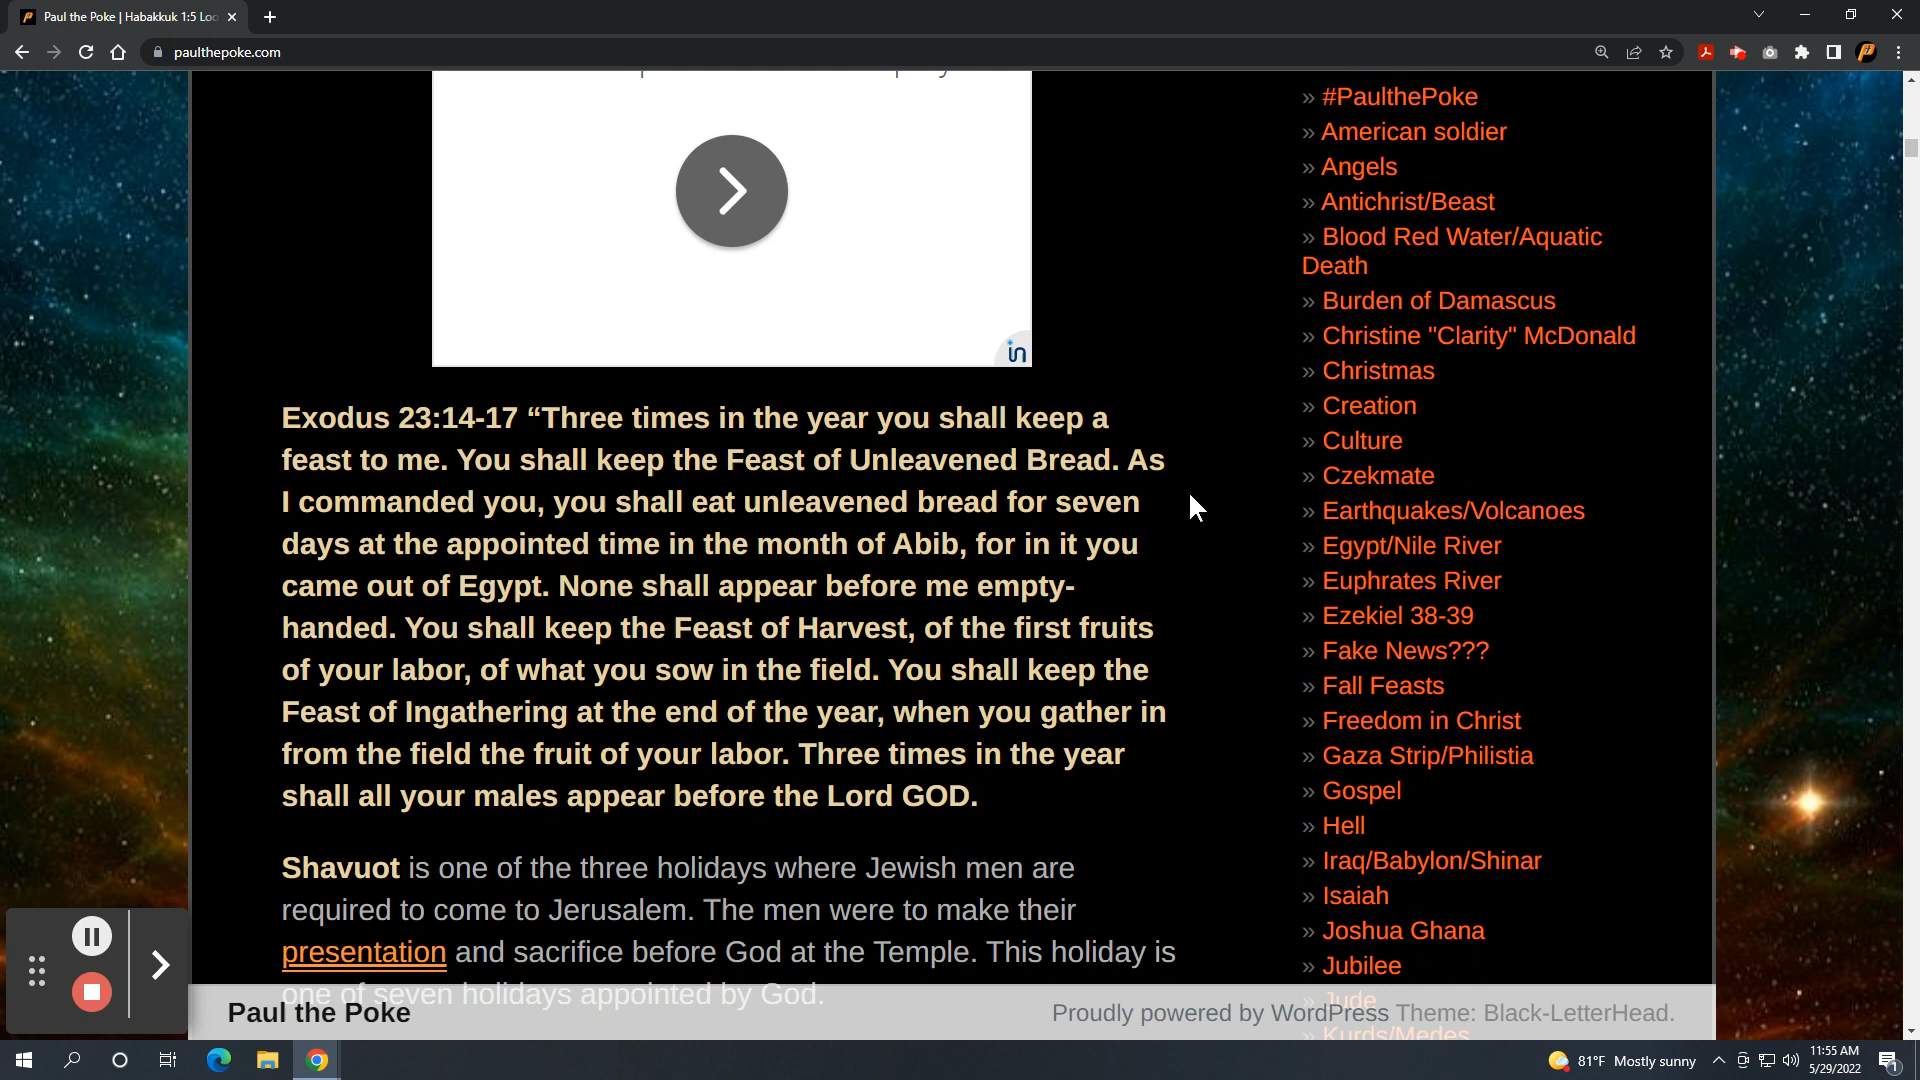 Paul the Poke | Habakkuk 1:5 Loo
paulthepoke.com
in
Exodus 23:14-17 “Three times in the year you shall keep a
feast to me. You shall keep the Feast of Unleavened Bread. As
I commanded you, you shall eat unleavened bread for seven
days at the appointed time in the month of Abib, for in it you
came out of Egypt. None shall appear before me empty-
handed. You shall keep the Feast of Harvest, of the first fruits
of your labor, of what you sow in the field. You shall keep the
Feast of Ingathering at the end of the year, when you gather in
from the field the fruit of your labor. Three times in the year
shall all your males appear before the Lord GOD.
Shavuot is one of the three holidays where Jewish men are
required to come to Jerusalem. The men were to make their
presentation and sacrifice before God at the Temple. This holiday is
one of seven holidays appointed by God.
» #PaulthePoke
» American soldier
» Angels
» Antichrist/Beast
» Blood Red Water/Aquatic
Death
» Burden of Damascus
» Christine "Clarity" McDonald
» Christmas
» Creation
» Culture
» Czekmate
» Earthquakes/Volcanoes
» Egypt/Nile River
» Euphrates River
» Ezekiel 38-39
» Fake News???
» Fall Feasts
» Freedom in Christ
» Gaza Strip/Philistia
» Gospel
» Hell
» Iraq/Babylon/Shinar
» Isaiah
» Joshua Ghana
» Jubilee
» Jude
» Kurds/Medes
Paul the Poke
Proudly powered by WordPress Theme: Black-LetterHead.
81°F Mostly sunny
11:55 AM
5/29/2022
1